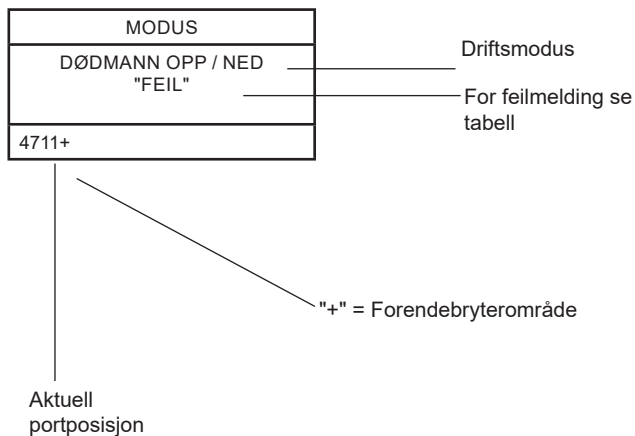 MODUS
DØDMANN OPP / NED
"FEIL"
4711+
Driftsmodus
For feilmelding se
tabell
"+" = Forendebryterområde
Aktuell
portposisjon